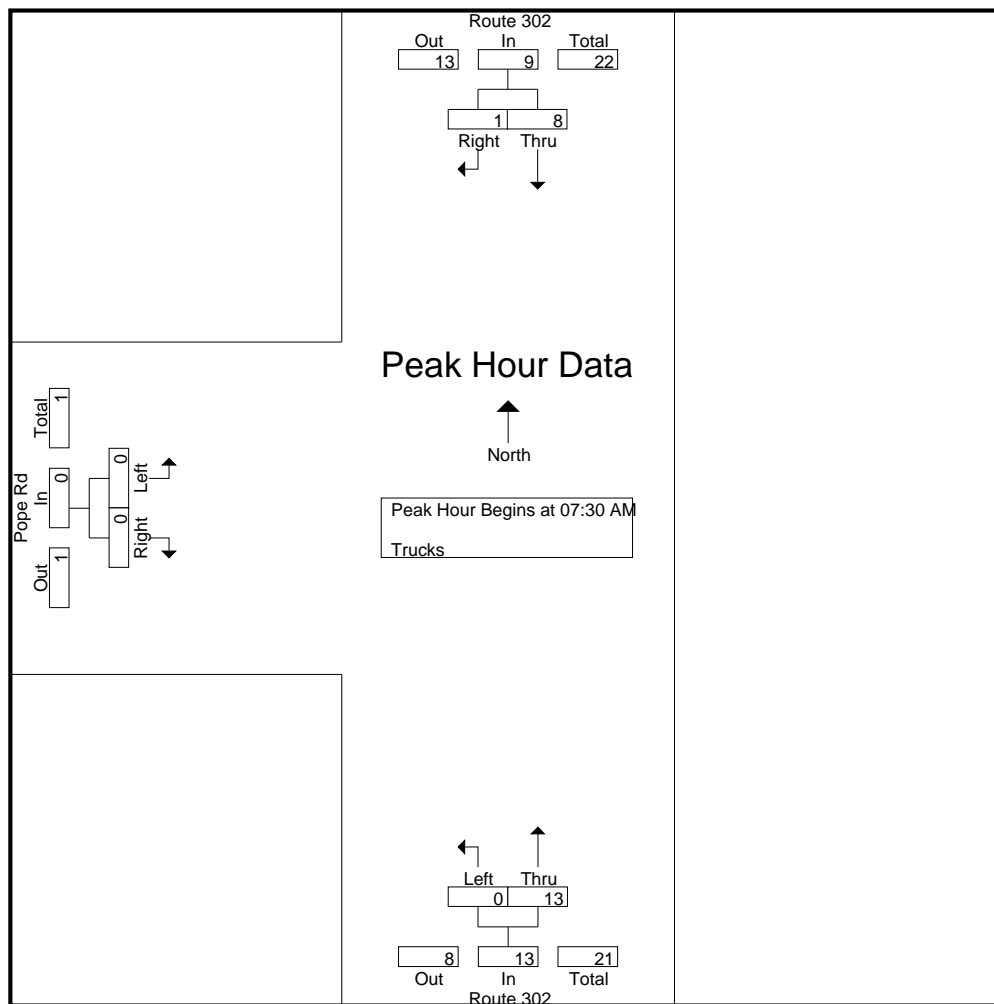 Route 302
Out In Total
13 9 22
1 8
Right Thru
Peak Hour Data
North
Peak Hour Begins at 07:30 AM
Trucks
Pope Rd
Out In Total
1 0 1
0 0
Right Left
Left Thru
0 13
8 13 21
Out In Total
Route 302